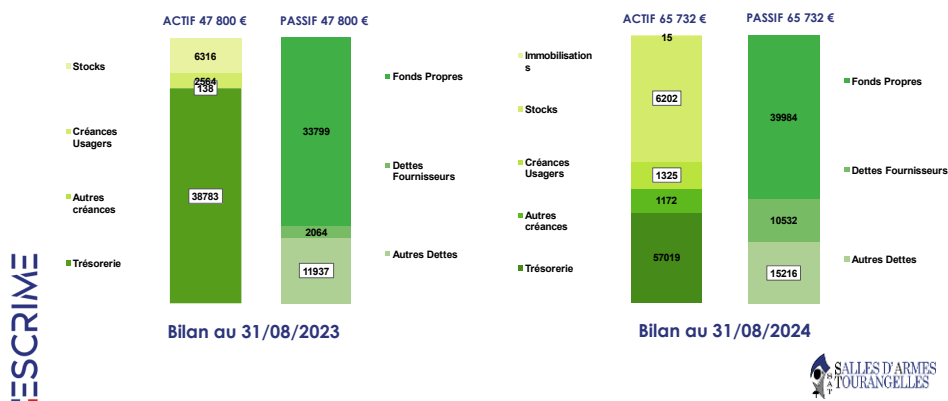 ACTIF 47 800 €
PASSIF 47 800 €
Stocks
Créances
Usagers
Autres
créances
Trésorerie
6316
2564
138
38783
33799
2064
11937
Fonds Propres
Dettes
Fournisseurs
Autres Dettes
Bilan au 31/08/2023
ACTIF 65 732 €
PASSIF 65 732 €
Immobilisation
s
Stocks
Créances
Usagers
Autres
créances
Trésorerie
15
6202
1325
1172
57019
39984
10532
15216
Fonds Propres
Dettes Fournisseurs
Autres Dettes
Bilan au 31/08/2024
ESCRIME
SALLES D'ARMES
TOURANGELLES
SAT